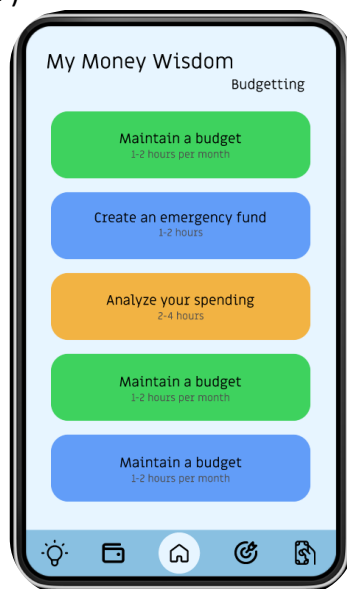 My Money Wisdom
Budgetting
Maintain a budget
1-2 hours per month
Create an emergency fund
1-2 hours
Analyze your spending
2-4 hours
Maintain a budget
1-2 hours per month
Maintain a budget
1-2 hours per month